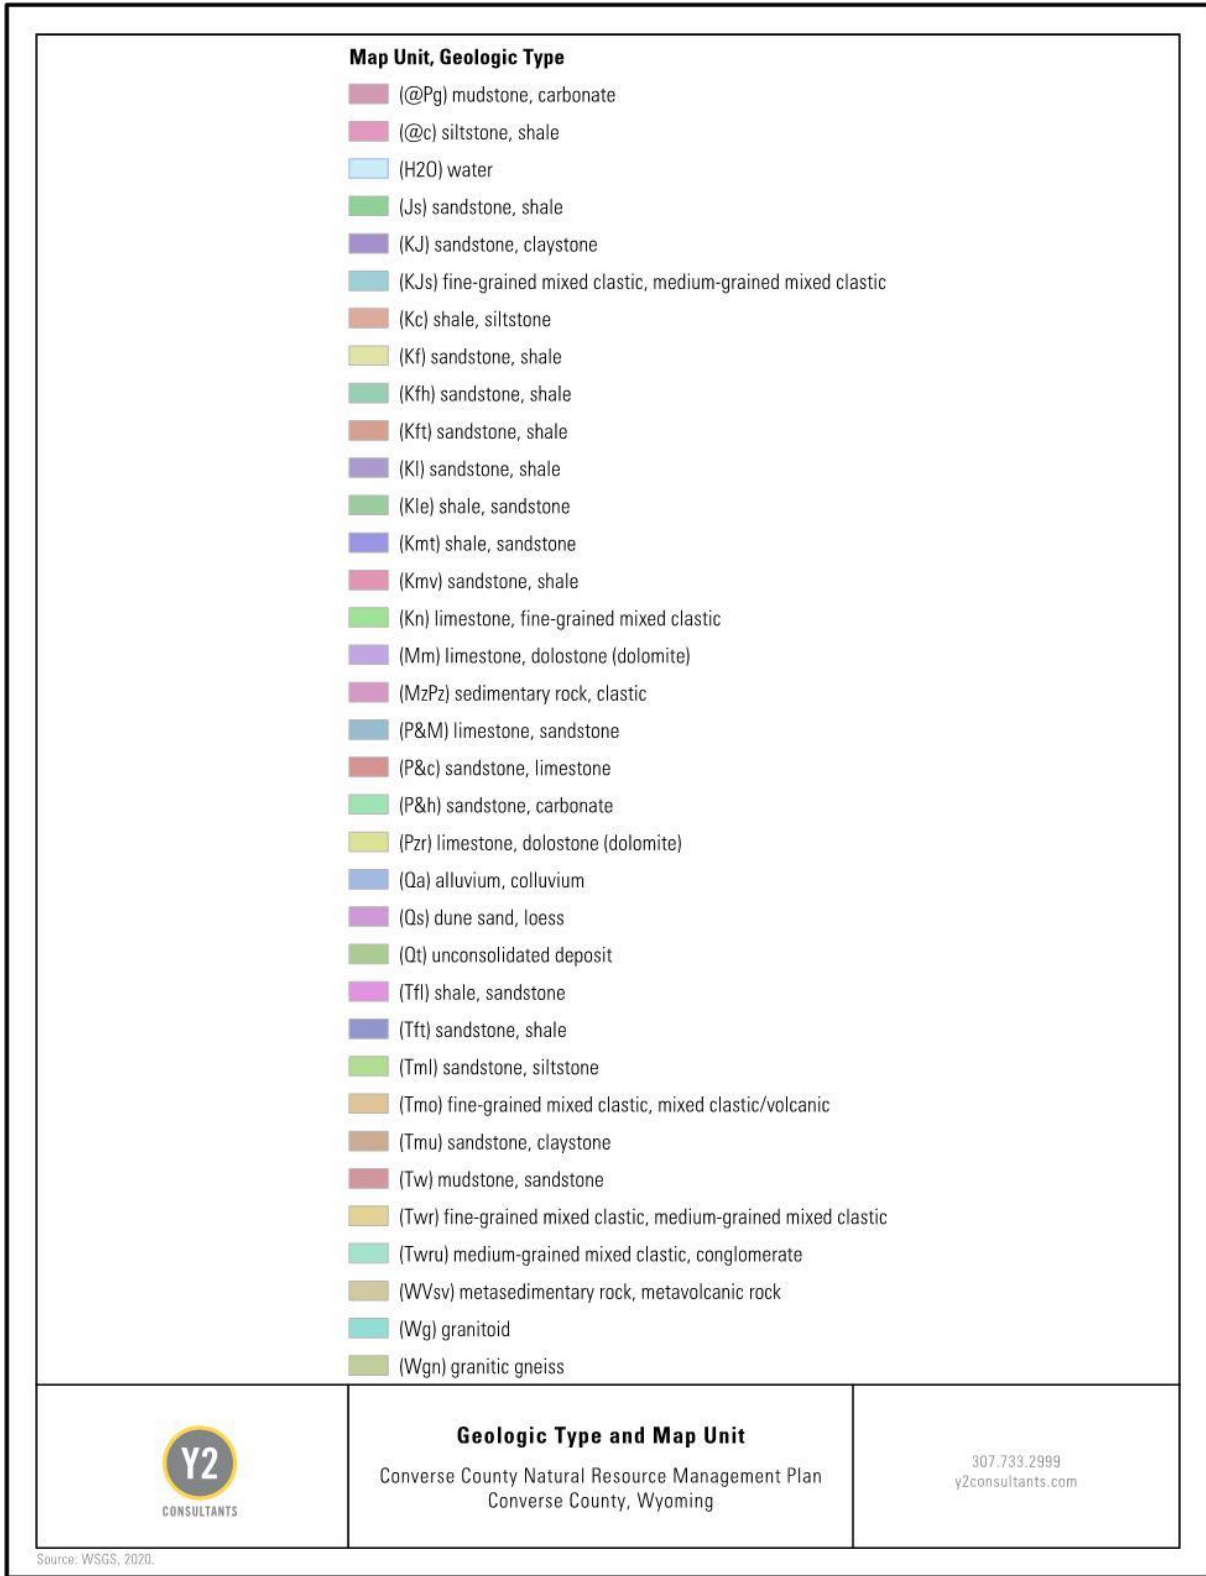 Map Unit, Geologic Type
(@Pg) mudstone, carbonate
(@c) siltstone, shale
(H2O) water
(Js) sandstone, shale
(KJ) sandstone, claystone
(KJs) fine-grained mixed clastic, medium-grained mixed clastic
(Kc) shale, siltstone
(Kf) sandstone, shale
(Kfh) sandstone, shale
(Kft) sandstone, shale
(Kl) sandstone, shale
(Kle) shale, sandstone
(Kmt) shale, sandstone
(Kmv) sandstone, shale
(Kn) limestone, fine-grained mixed clastic
(Mm) limestone, dolostone (dolomite)
(MzPz) sedimentary rock, clastic
(P&M) limestone, sandstone
(P&c) sandstone, limestone
(P&h) sandstone, carbonate
(Pzr) limestone, dolostone (dolomite)
(Qa) alluvium, colluvium
(Qs) dune sand, loess
(Qt) unconsolidated deposit
(Tfl) shale, sandstone
(Tft) sandstone, shale
(Tml) sandstone, siltstone
(Tmo) fine-grained mixed clastic, mixed clastic/volcanic
(Tmu) sandstone, claystone
(Tw) mudstone, sandstone
(Twr) fine-grained mixed clastic, medium-grained mixed clastic
(Twru) medium-grained mixed clastic, conglomerate
(WVsv) metasedimentary rock, metavolcanic rock
(Wg) granitoid
(Wgn) granitic gneiss
Y2
CONSULTANTS
Geologic Type and Map Unit
Converse County Natural Resource Management Plan
Converse County, Wyoming
307.733.2999
y2consultants.com
Source: WSGS, 2020.